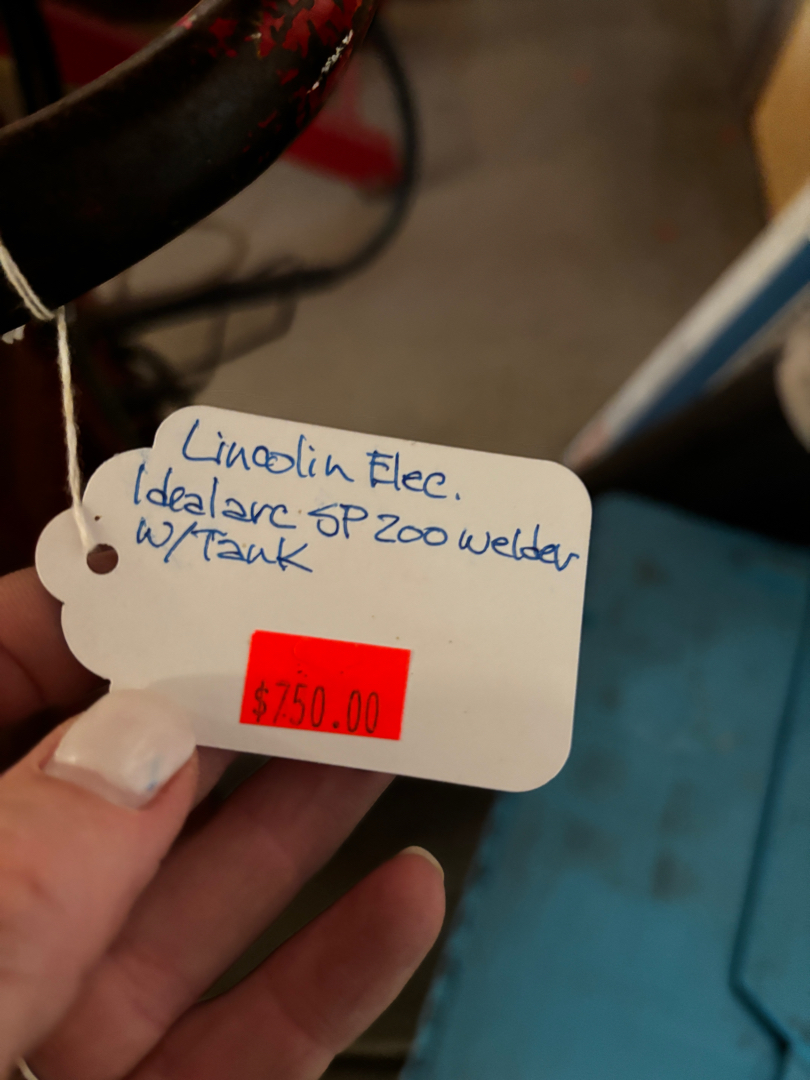 Lincolin Elec.
Idealarc SP 200 welder
W/Tank
$750.00